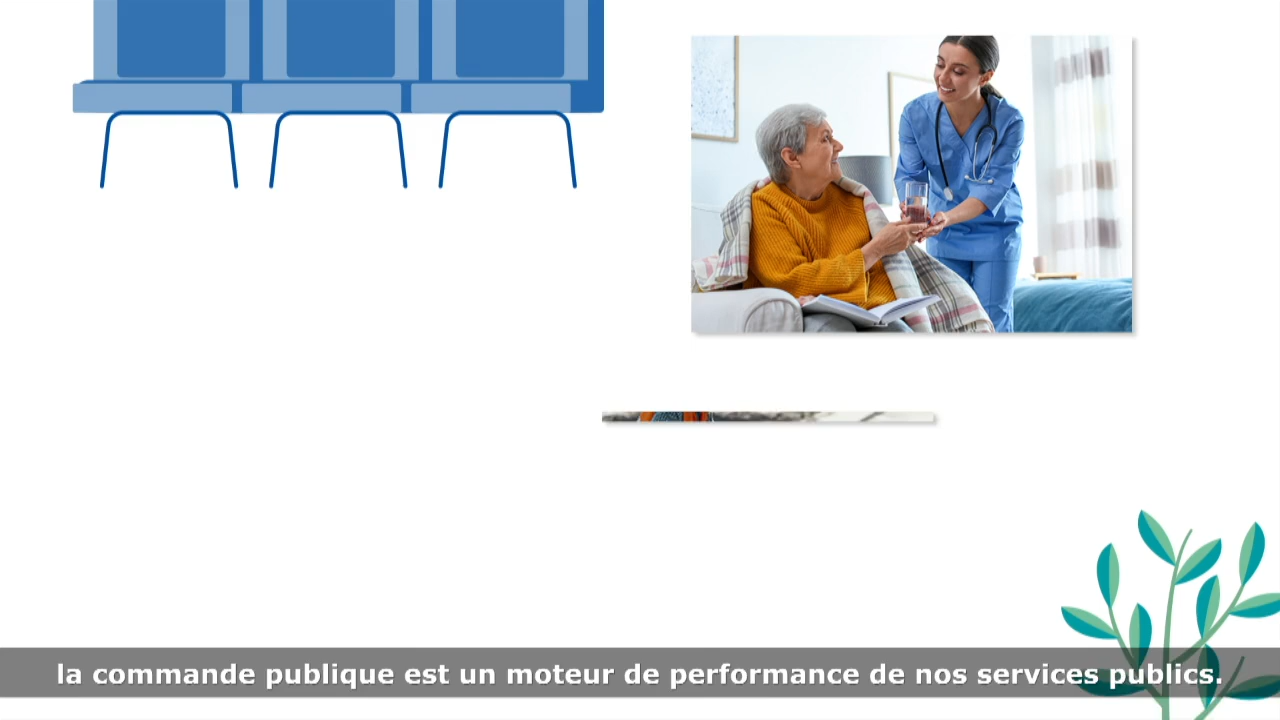 la commande publique est un moteur de performance de nos services publics.